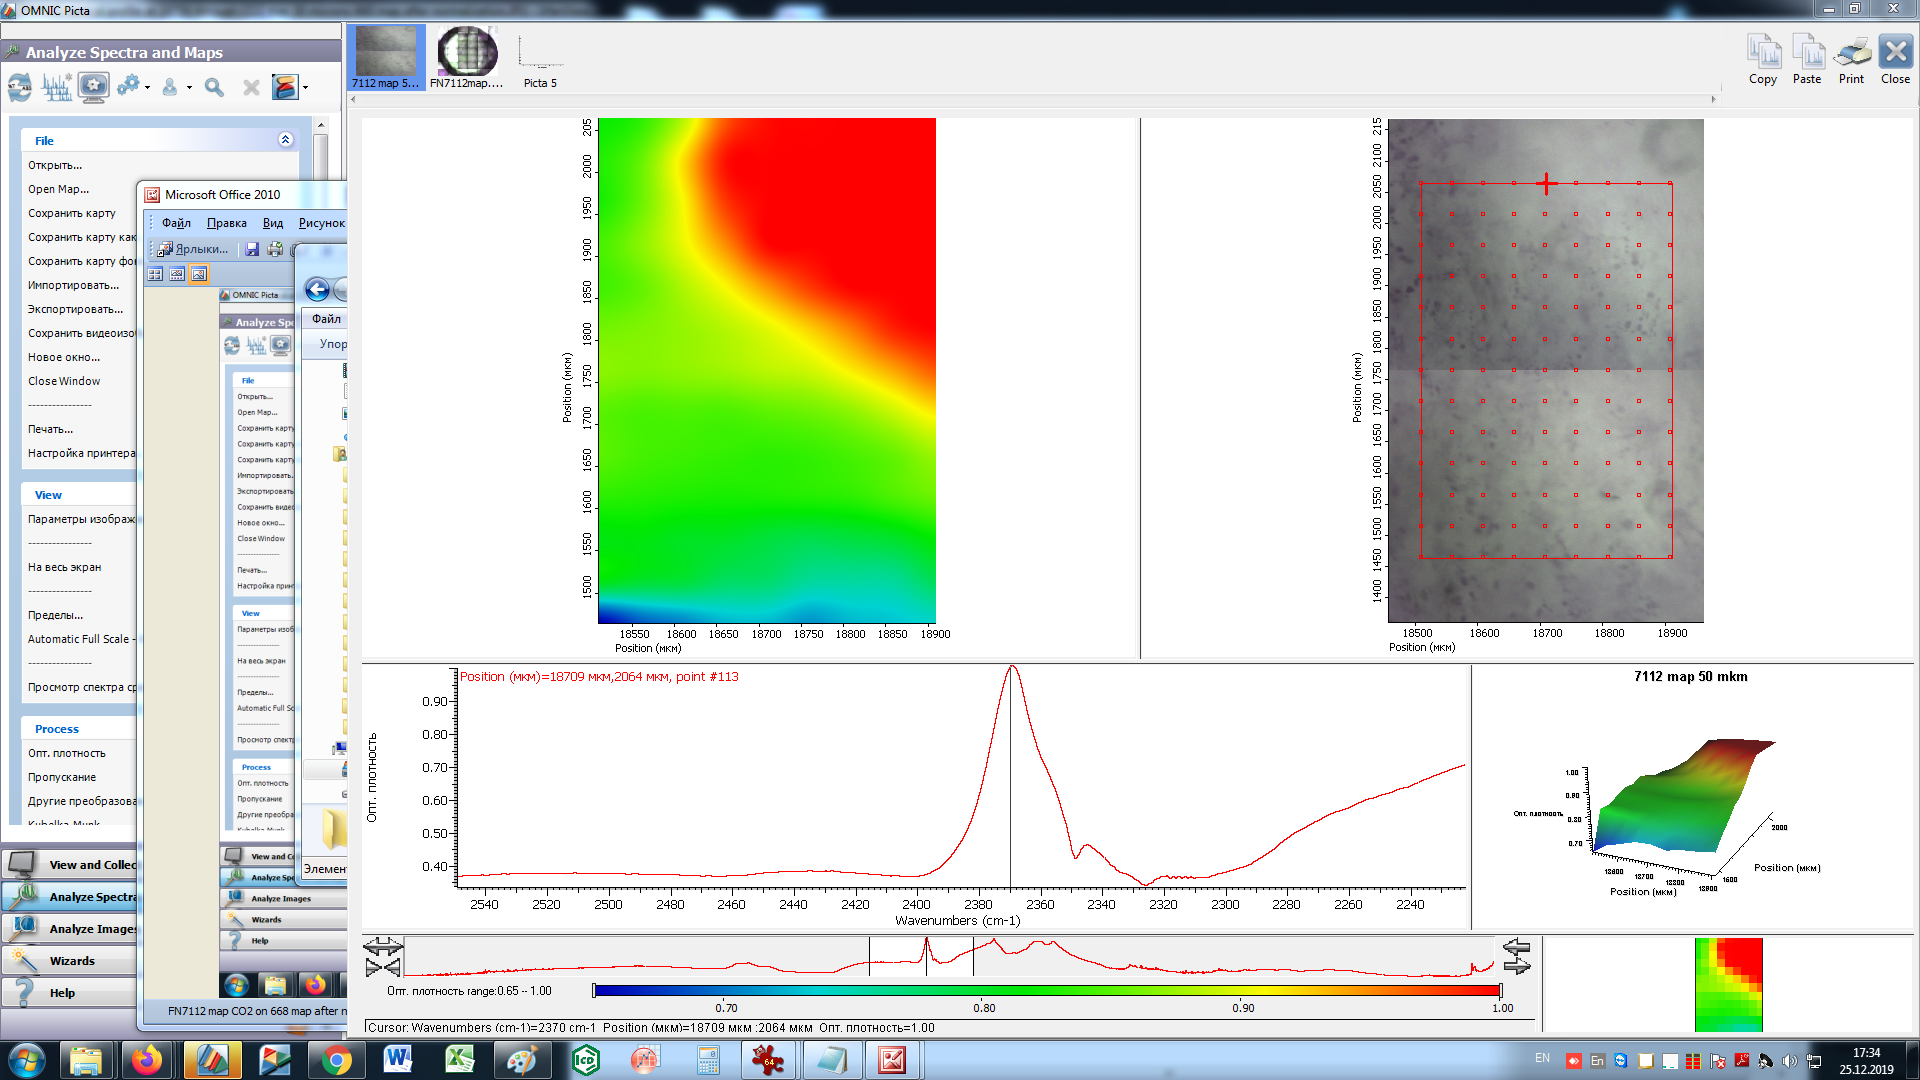 OMNIC Picta
Analyze Spectra and Maps
File
Открыть...
Open Map...
Сохранить карту
Сохранить карту как
Сохранить карту фо
Импортировать...
Экспортировать...
Сохранить видеоизо
Новое окно...
Close Window
----------------
Печать...
Настройка принтера
View
Параметры изображ
----------------
На весь экран
----------------
Пределы...
Automatic Full Scale -
----------------
Просмотр спектра ср
Process
Опт. плотность
Пропускание
Другие преобразова
View and Collec
Analyze Spectra
Analyze Images
Wizards
Help
Microsoft Office 2010
Файл Правка Вид Рисунок
Ярлыки...
OMNIC Picta
Analyze Spe
File
Открыть...
Open Map...
Сохранить карту
Сохранить карту
Сохранить карту
Импортировать.
Экспортировать
Сохранить видес
Новое окно...
Close Window
----------------
Печать...
Настройка принт
View
Параметры изоб
----------------
На весь экран
----------------
Пределы...
Automatic Full Sc
----------------
Просмотр спектр
Process
Опт. плотность
Пропускание
Другие преобра
View and Co
Analyze Spe
Analyze Images
Wizards
Help
FN7112 map CO2 on 668 map after n
Файл
Упор
Элемент
7112 map 5...
FN7112map....
Picta 5
Copy Paste Print Close
205
2000
1950
1900
1850
1800
1750
1700
1650
1600
1550
1500
Position (мкм)
18550 18600 18650 18700 18750 18800 18850 18900
Position (мкм)
215
2100
2050
2000
1950
1900
1850
1800
1750
1700
1650
1600
1550
1500
1450
1400
Position (мкм)
18500 18600 18700 18800 18900
Position (мкм)
Position (мкм)=18709 мкм,2064 мкм, point #113
0.90
0.80
0.70
0.60
0.50
0.40
Опт. плотность
2540 2520 2500 2480 2460 2440 2420 2400 2380 2360 2340 2320 2300 2280 2260 2240
Wavenumbers (cm-1)
7112 map 50 mkm
1.00
0.90
0.80
0.70
Опт. плотность
18600 18700 18800 18900
Position (мкм)
1600
2000
Position (мкм)
Опт. плотность range:0.65 -- 1.00
0.70 0.80 0.90 1.00
Cursor: Wavenumbers (cm-1)=2370 cm-1 Position (мкм)=18709 мкм ;2064 мкм Опт. плотность=1.00
ICD
64
EN
En
17:34
25.12.2019